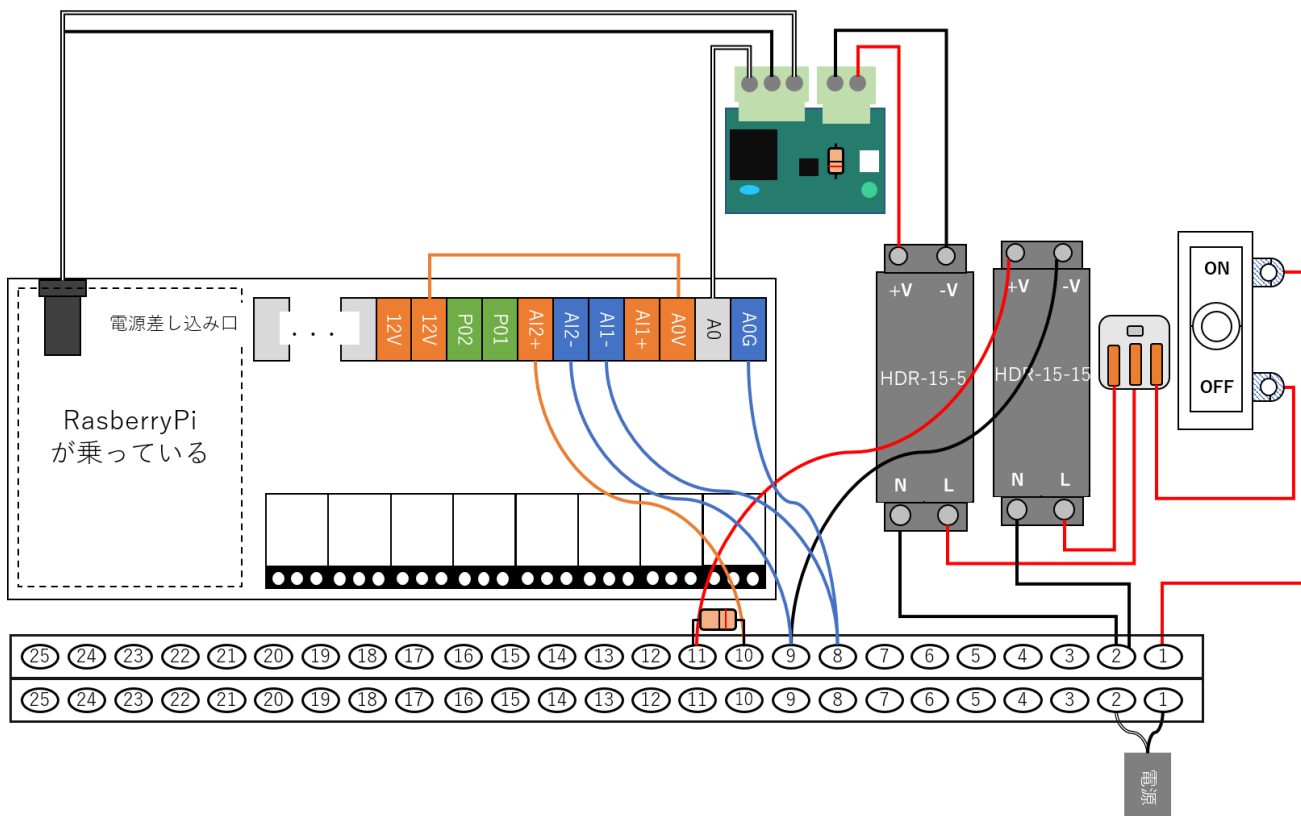 ON
OFF
+V
-V
+V
-V
HDR-15-5
HDR-15-15
N
L
N
L
電源差し込み口
...
12V
12V
P02
P01
AI2+
AI2-
AI1-
AI1+
A0V
A0
A0G
RasberryPi
が乗っている
25 24 23 22 21 20 19 18 17 16 15 14 13 12 11 10 9 8 7 6 5 4 3 2 1
25 24 23 22 21 20 19 18 17 16 15 14 13 12 11 10 9 8 7 6 5 4 3 2 1
電源